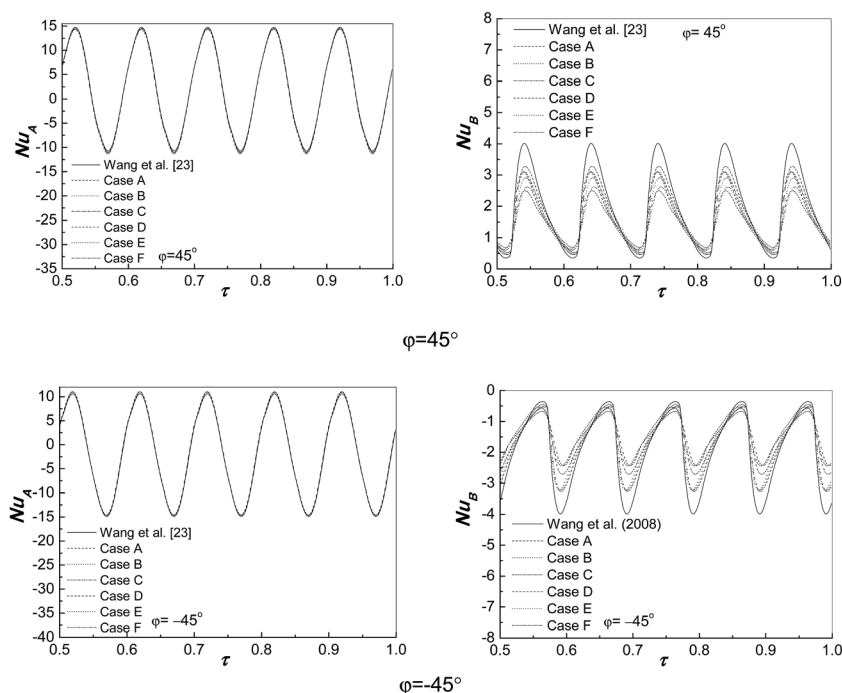 15
10
5
0
-5
-10
-15
-20
-25
-30
-35
Nu_A
Wang et al. [23]
Case A
Case B
Case C
Case D
Case E
Case F
φ=45°
0.5 0.6 0.7 0.8 0.9 1.0
τ
8
7
6
5
4
3
2
1
0
Nu_B
Wang et al. [23]
φ= 45°
Case A
Case B
Case C
Case D
Case E
Case F
0.5 0.6 0.7 0.8 0.9 1.0
τ
φ=45°
10
5
0
-5
-10
-15
-20
-25
-30
-35
-40
Nu_A
Wang et al. [23]
Case A
Case B
Case C
Case D
Case E
Case F
φ= −45°
0.5 0.6 0.7 0.8 0.9 1.0
τ
0
-1
-2
-3
-4
-5
-6
-7
-8
Nu_B
Wang et al. (2008)
Case A
Case B
Case C
Case D
Case E
Case F
φ= −45°
0.5 0.6 0.7 0.8 0.9 1.0
τ
φ=-45°